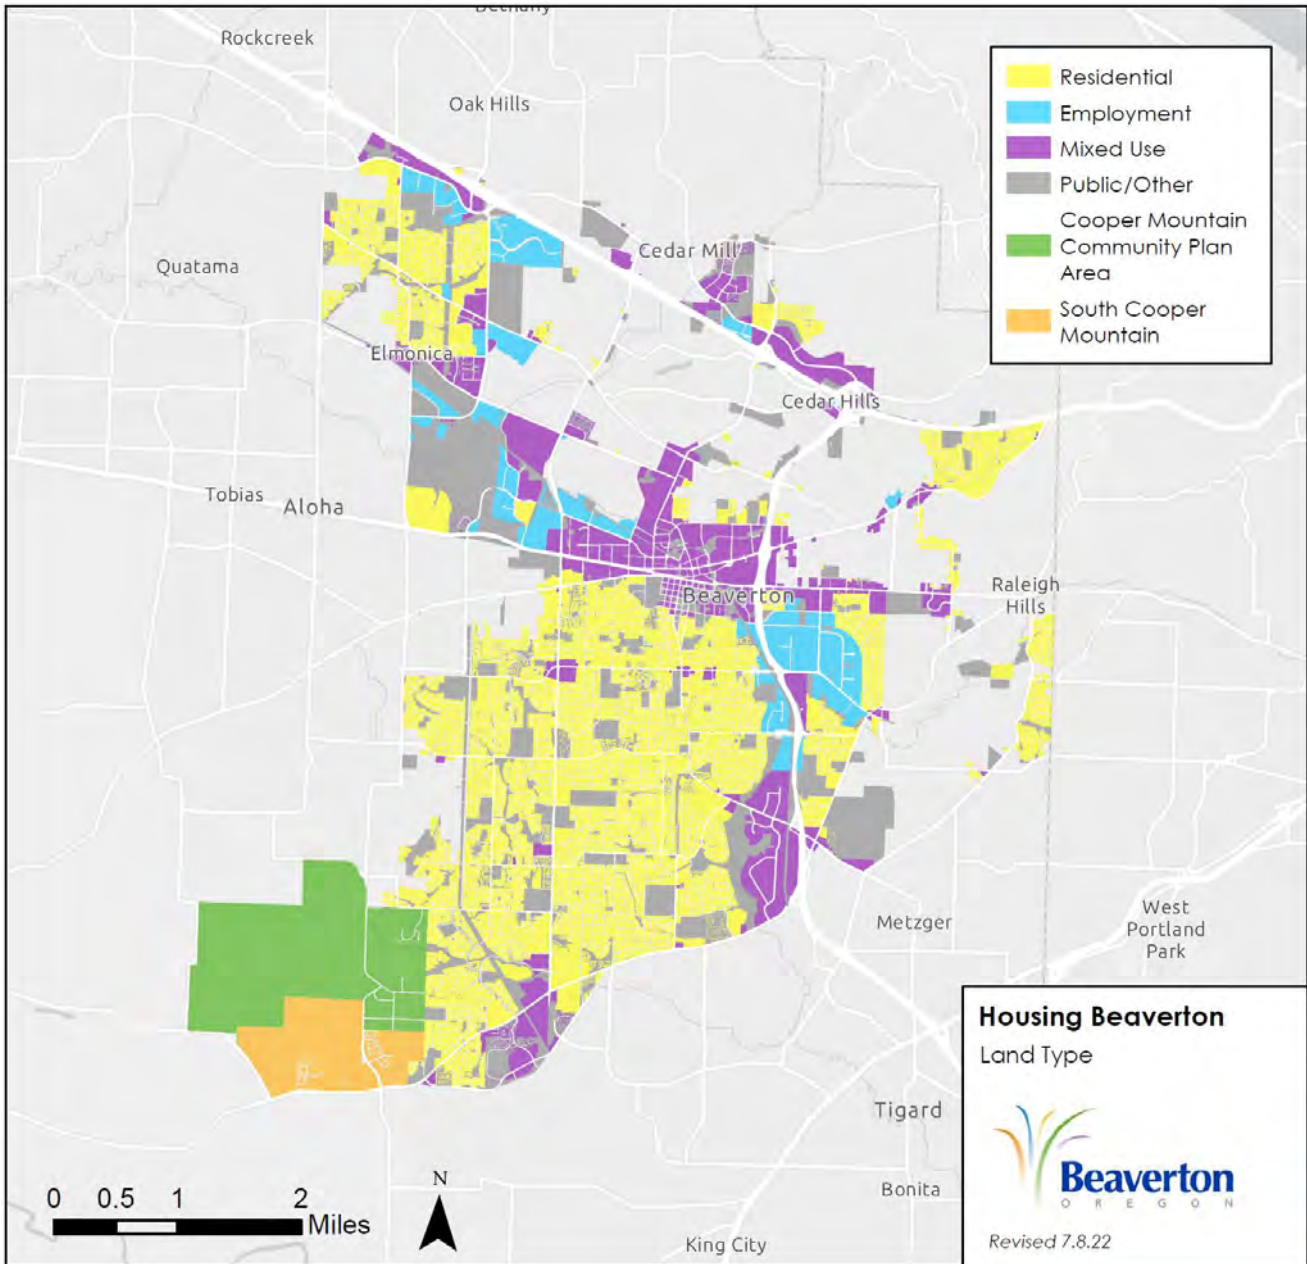 Bethany
Rockcreek
Oak Hills
Residential
Employment
Mixed Use
Public/Other
Cooper Mountain
Community Plan
Area
South Cooper
Mountain
Cedar Mill
Quatama
Elmonica
Cedar Hills
Tobias
Aloha
Beaverton
Raleigh
Hills
Metzger
West
Portland
Park
Housing Beaverton
Land Type
Tigard
Beaverton
OREGON
Bonita
N
0 0.5 1 2
Miles
King City
Revised 7.8.22